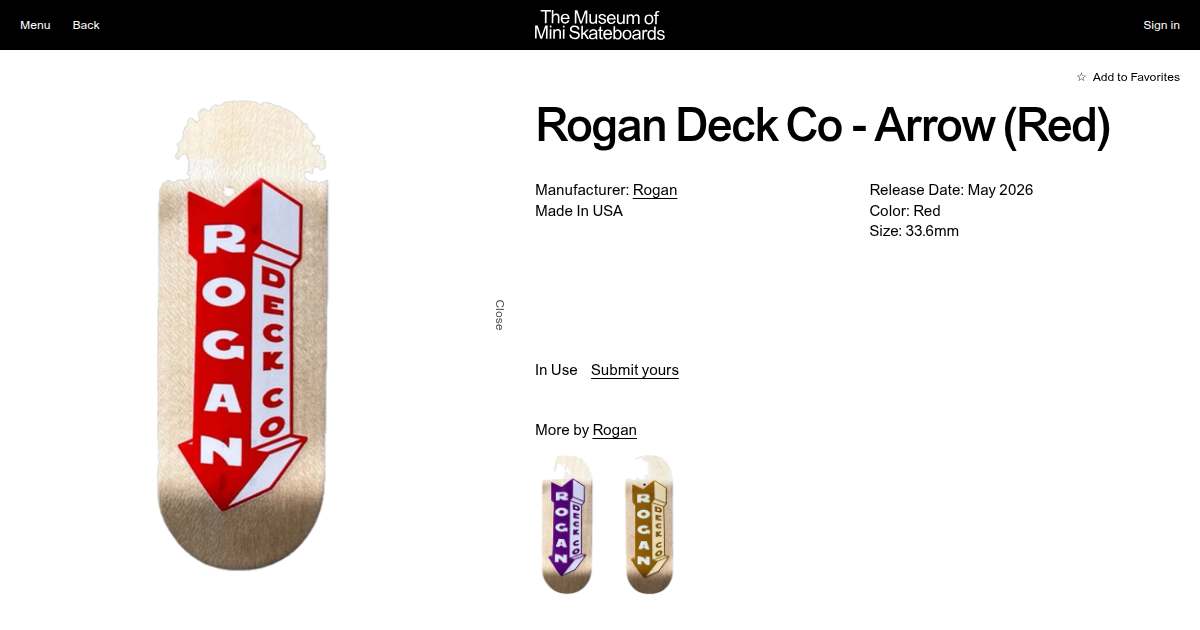 Menu
Back
The Museum of
Mini Skateboards
Sign in
☆ Add to Favorites
Rogan Deck Co - Arrow (Red)
Manufacturer: Rogan
Made In USA
Release Date: May 2026
Color: Red
Size: 33.6mm
ROGAN
DECK CO
Close
In Use Submit yours
More by Rogan
ROGAN
DECK CO
ROGAN
DECK CO